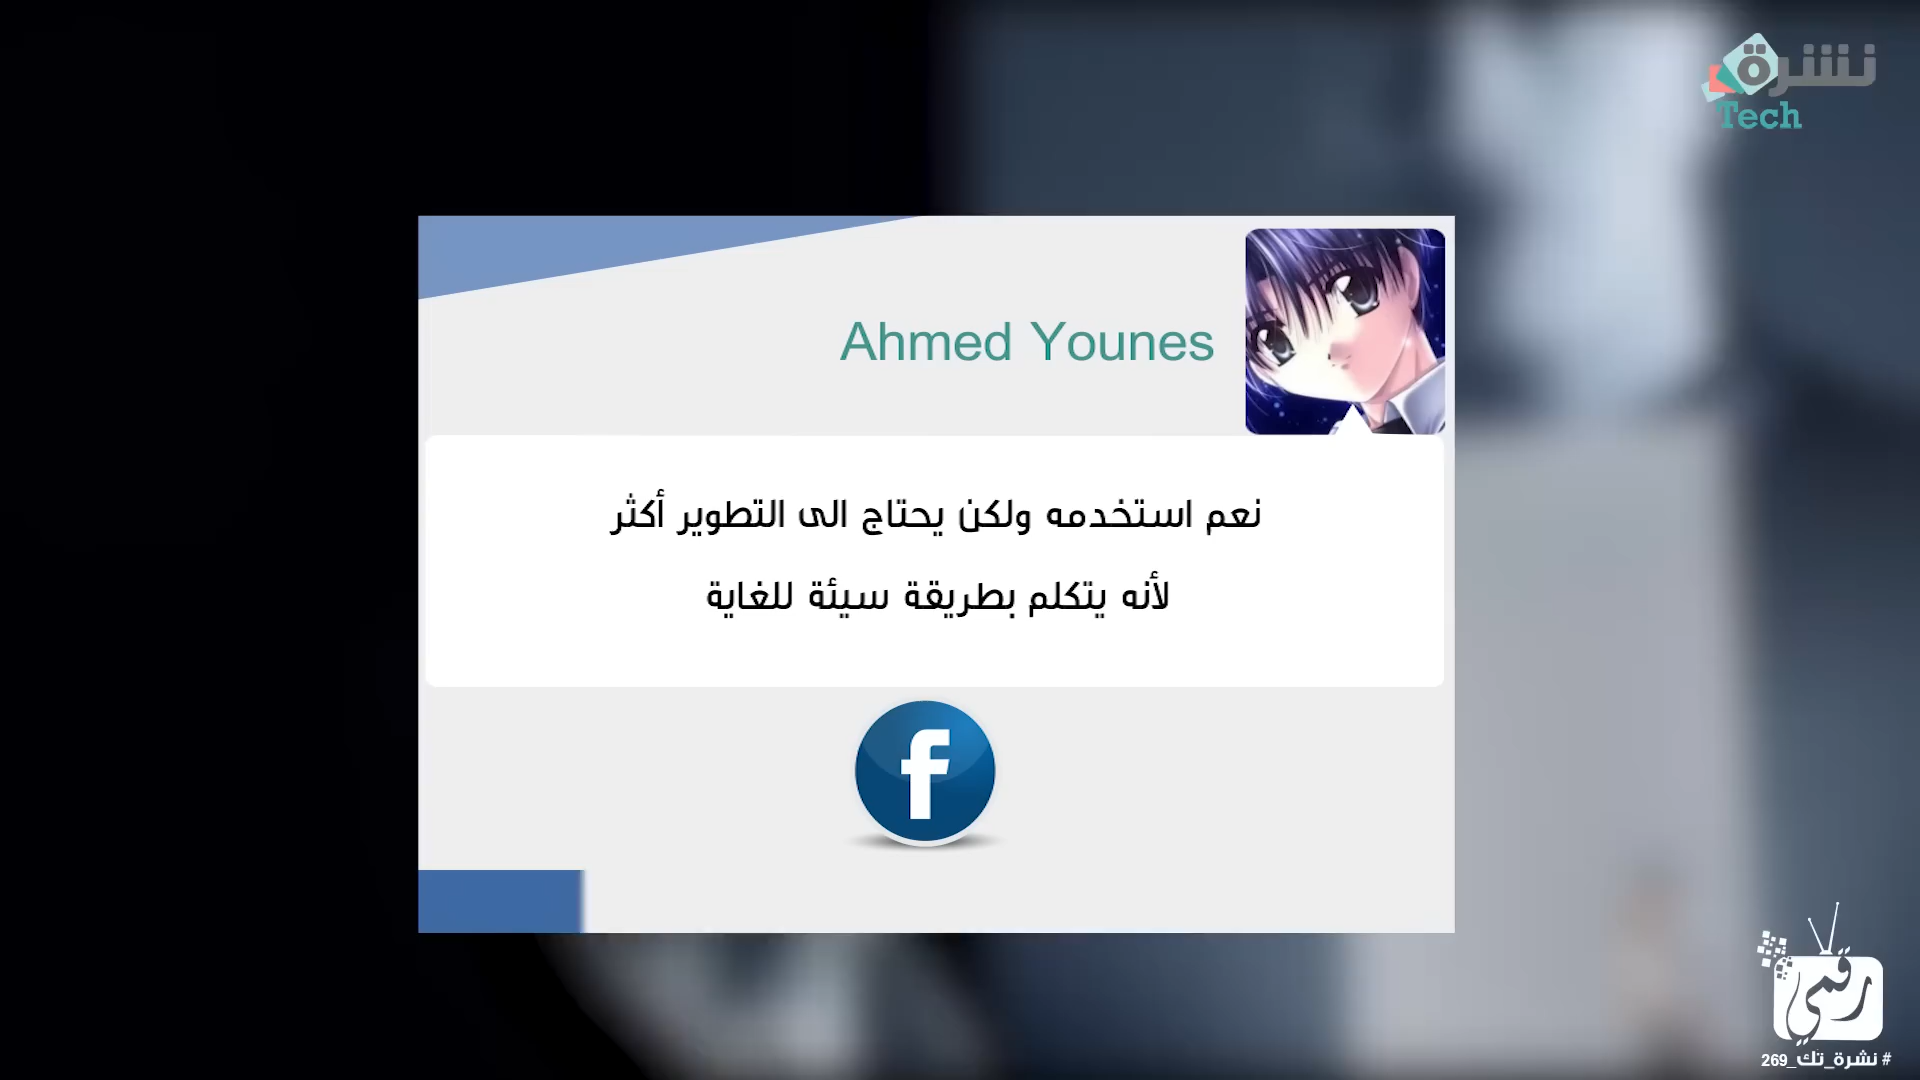 نشرة
Tech
Ahmed Younes
نعم استخدمه ولكن يحتاج الى التطوير أكثر
لأنه يتكلم بطريقة سيئة للغاية
f
رقمي
# نشرة_تك_269